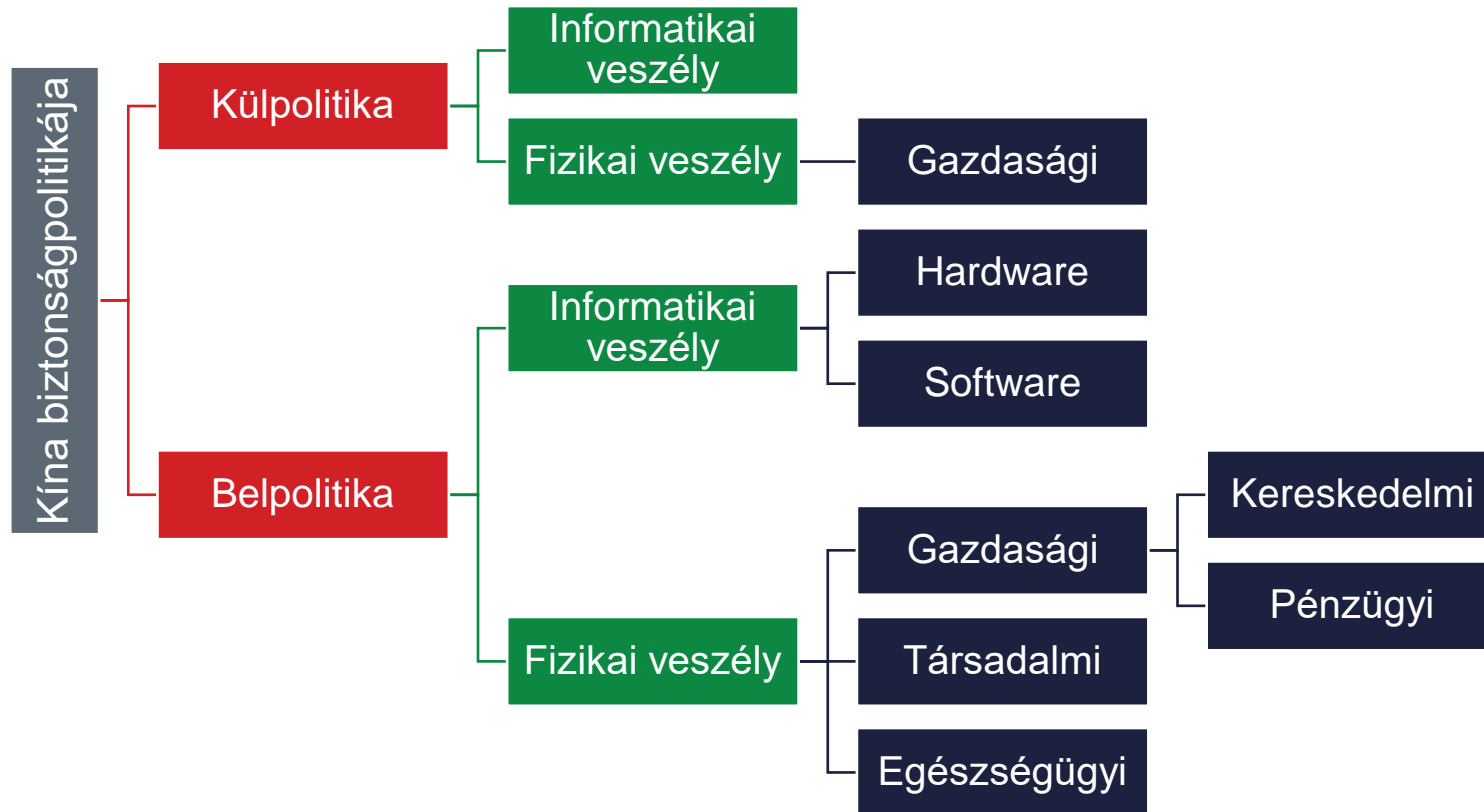 Kína biztonságpolitikája
Külpolitika
Informatikai
veszély
Fizikai veszély
Gazdasági
Belpolitika
Informatikai
veszély
Hardware
Software
Fizikai veszély
Gazdasági
Kereskedelmi
Pénzügyi
Társadalmi
Egészségügyi